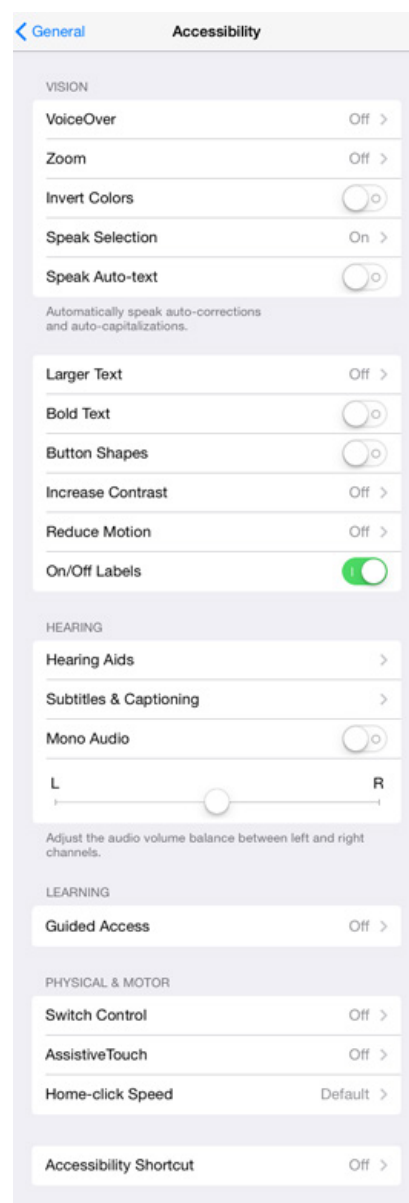 General Accessibility
VISION
VoiceOver Off
Zoom Off
Invert Colors
Speak Selection On
Speak Auto-text
Automatically speak auto-corrections
and auto-capitalizations.
Larger Text Off
Bold Text
Button Shapes
Increase Contrast Off
Reduce Motion Off
On/Off Labels
HEARING
Hearing Aids
Subtitles & Captioning
Mono Audio
L R
Adjust the audio volume balance between left and right
channels.
LEARNING
Guided Access Off
PHYSICAL & MOTOR
Switch Control Off
AssistiveTouch Off
Home-click Speed Default
Accessibility Shortcut Off